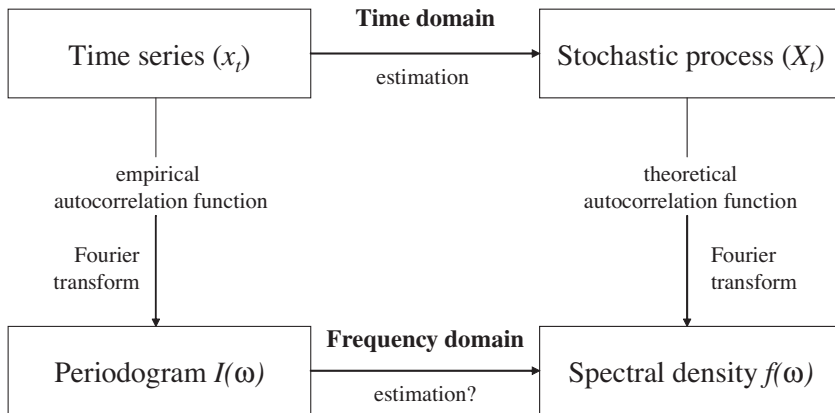 Time domain
Time series (xt)
Stochastic process (Xt)
estimation
empirical
autocorrelation function
theoretical
autocorrelation function
Fourier
transform
Fourier
transform
Frequency domain
Periodogram I(ω)
Spectral density f(ω)
estimation?